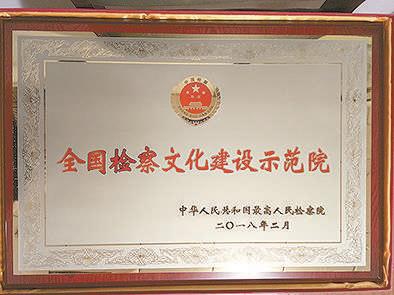 全国检察文化建设示范院
中华人民共和国最高人民检察院
二〇一八年二月